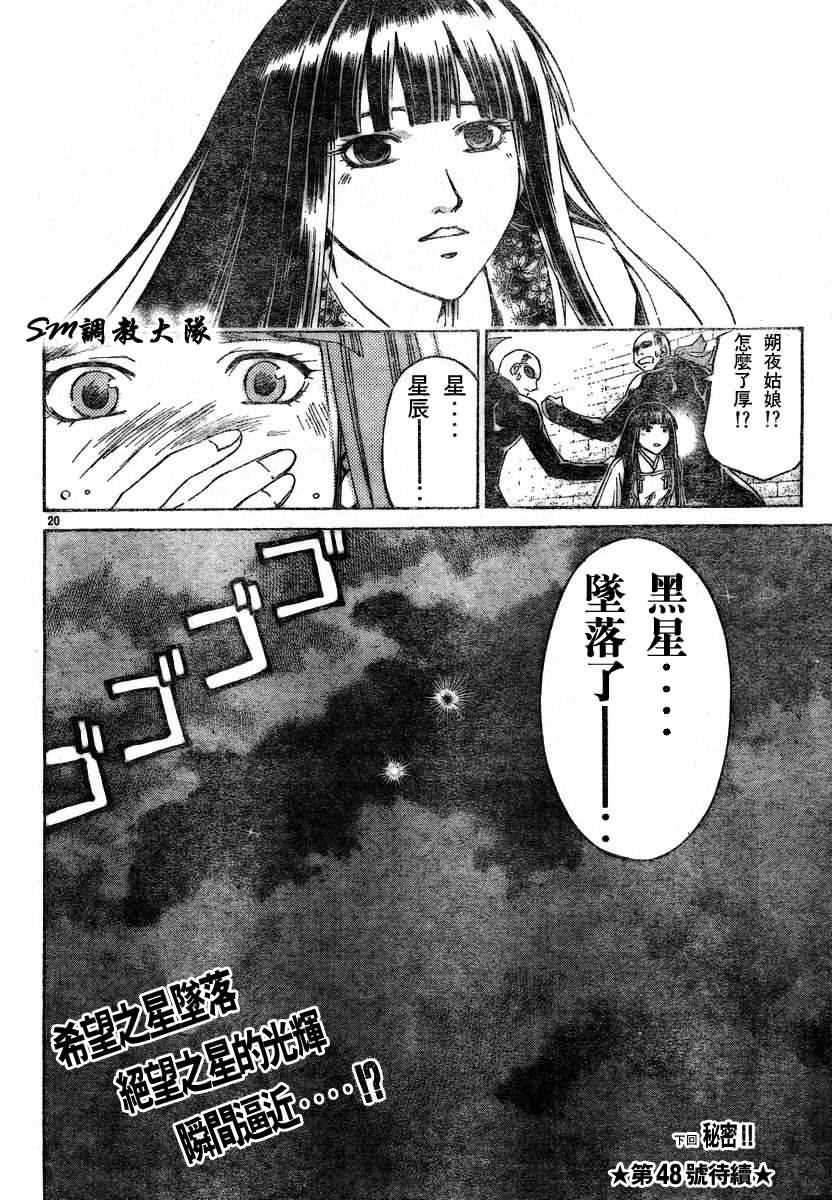 SM調教大隊
朔夜姑娘!?
怎麼了厚!?
星‥‥
星辰——‥
20
ゴゴゴゴ
黑星‥‥
墜落了——‥
希望之星墜落
絕望之星的光輝
瞬間逼近‥‥!?
下回 秘密!!
★第48號待續★